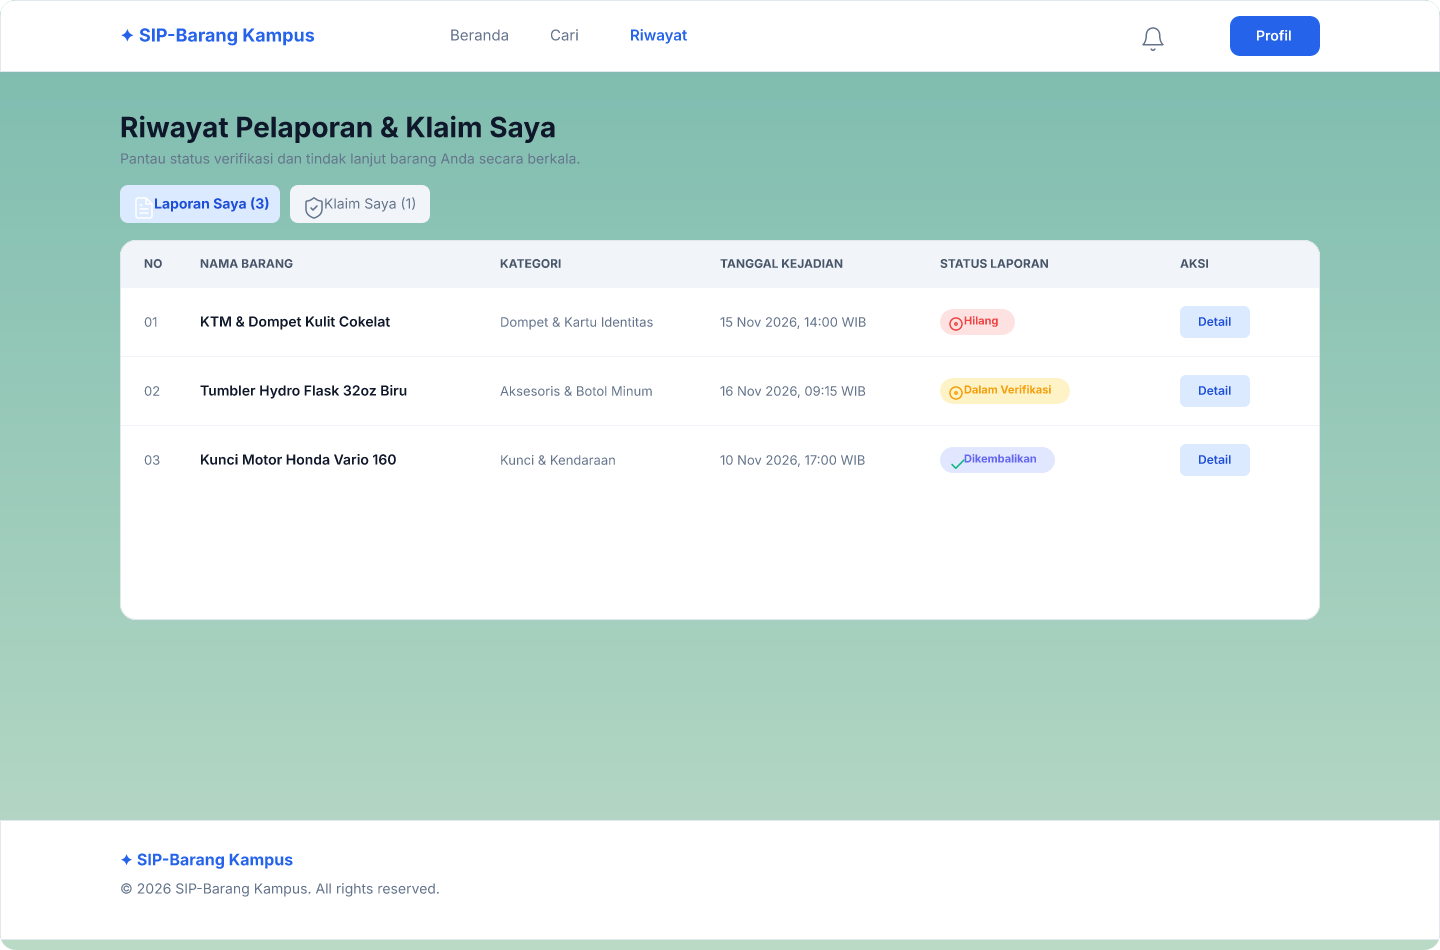 ✦ SIP-Barang Kampus
Beranda
Cari
Riwayat
Profil
Riwayat Pelaporan & Klaim Saya
Pantau status verifikasi dan tindak lanjut barang Anda secara berkala.
Laporan Saya (3)
Klaim Saya (1)
NO NAMA BARANG KATEGORI TANGGAL KEJADIAN STATUS LAPORAN AKSI
01 KTM & Dompet Kulit Cokelat Dompet & Kartu Identitas 15 Nov 2026, 14:00 WIB Hilang Detail
02 Tumbler Hydro Flask 32oz Biru Aksesoris & Botol Minum 16 Nov 2026, 09:15 WIB Dalam Verifikasi Detail
03 Kunci Motor Honda Vario 160 Kunci & Kendaraan 10 Nov 2026, 17:00 WIB Dikembalikan Detail
✦ SIP-Barang Kampus
© 2026 SIP-Barang Kampus. All rights reserved.